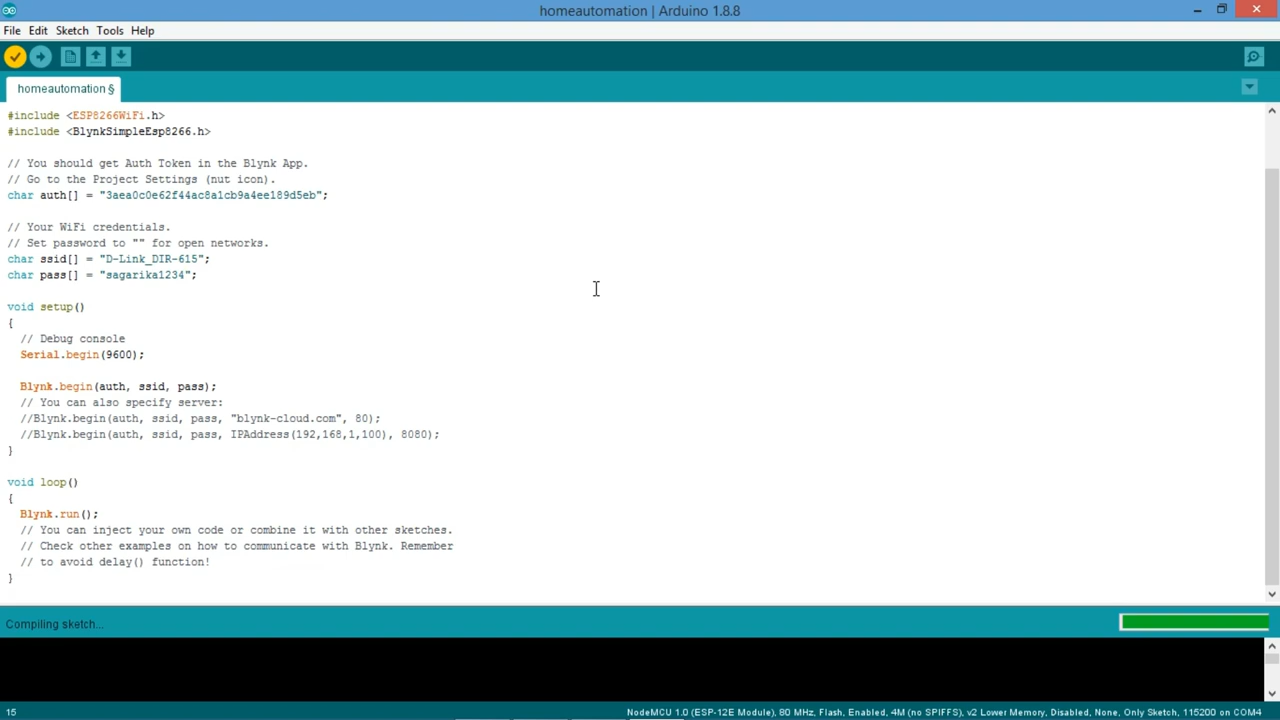 homeautomation | Arduino 1.8.8
File Edit Sketch Tools Help
homeautomation §
#include <ESP8266WiFi.h>
#include <BlynkSimpleEsp8266.h>
// You should get Auth Token in the Blynk App.
// Go to the Project Settings (nut icon).
char auth[] = "3aea0c0e62f44ac8a1cb9a4ee189d5eb";
// Your WiFi credentials.
// Set password to "" for open networks.
char ssid[] = "D-Link_DIR-615";
char pass[] = "sagarika1234";
void setup()
{
// Debug console
Serial.begin(9600);
Blynk.begin(auth, ssid, pass);
// You can also specify server:
//Blynk.begin(auth, ssid, pass, "blynk-cloud.com", 80);
//Blynk.begin(auth, ssid, pass, IPAddress(192,168,1,100), 8080);
}
void loop()
{
Blynk.run();
// You can inject your own code or combine it with other sketches.
// Check other examples on how to communicate with Blynk. Remember
// to avoid delay() function!
}
Compiling sketch...
15
NodeMCU 1.0 (ESP-12E Module), 80 MHz, Flash, Enabled, 4M (no SPIFFS), v2 Lower Memory, Disabled, None, Only Sketch, 115200 on COM4